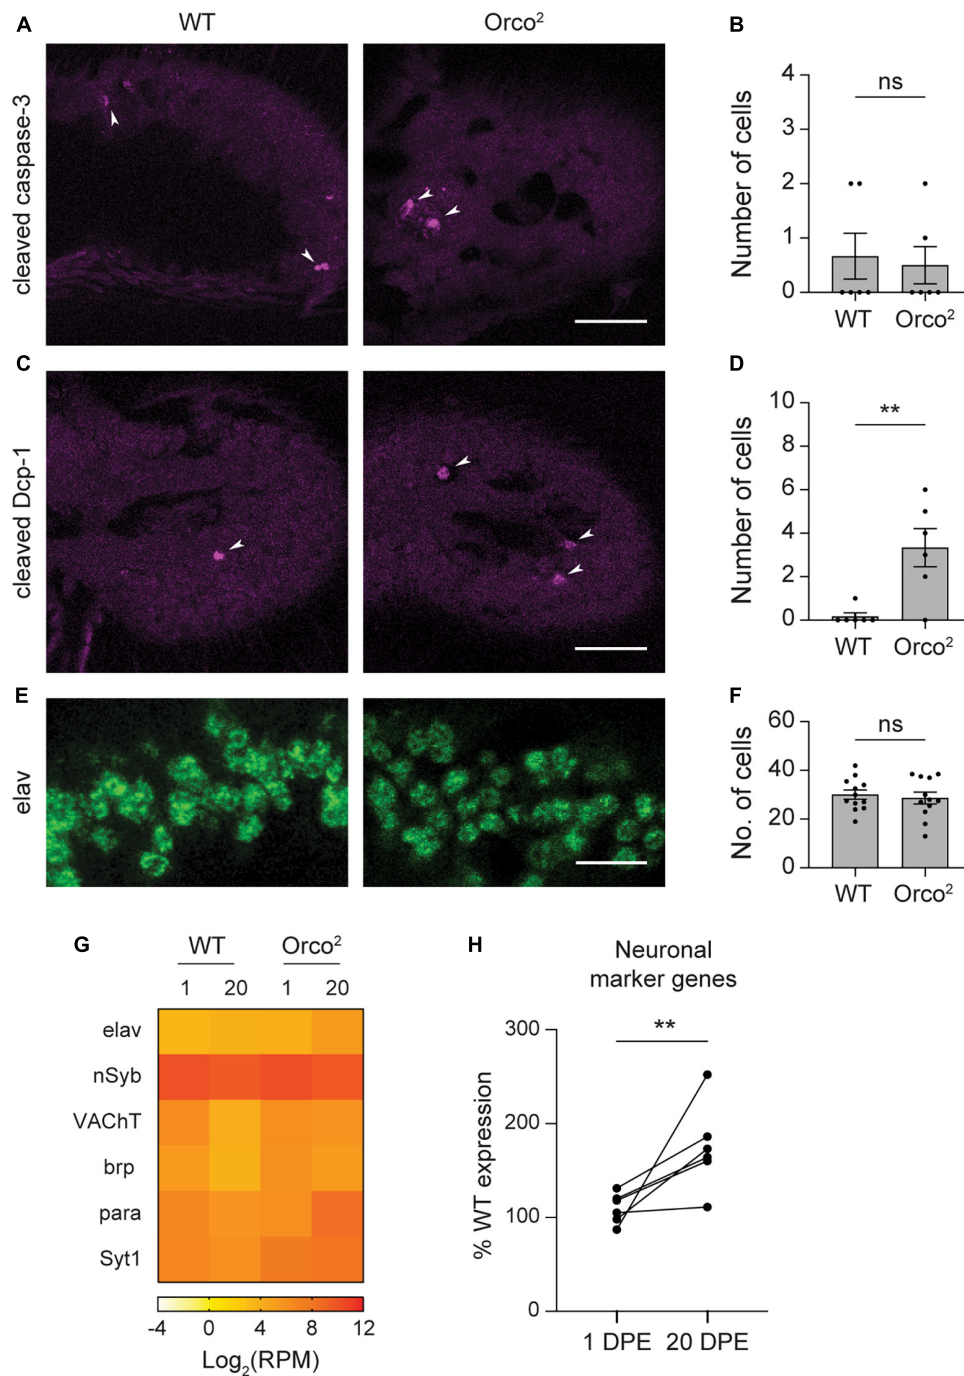 A WT Orco² B
cleaved caspase-3
Number of cells
4
3
2
1
0
ns
WT Orco²
C D
cleaved Dcp-1
Number of cells
10
8
6
4
2
0
**
WT Orco²
E F
elav
No. of cells
60
40
20
0
ns
WT Orco²
G
WT Orco²
1 20 1 20
elav
nSyb
VAChT
brp
para
Syt1
-4 0 4 8 12
Log₂(RPM)
H
Neuronal
marker genes
**
% WT expression
300
200
100
0
1 DPE 20 DPE